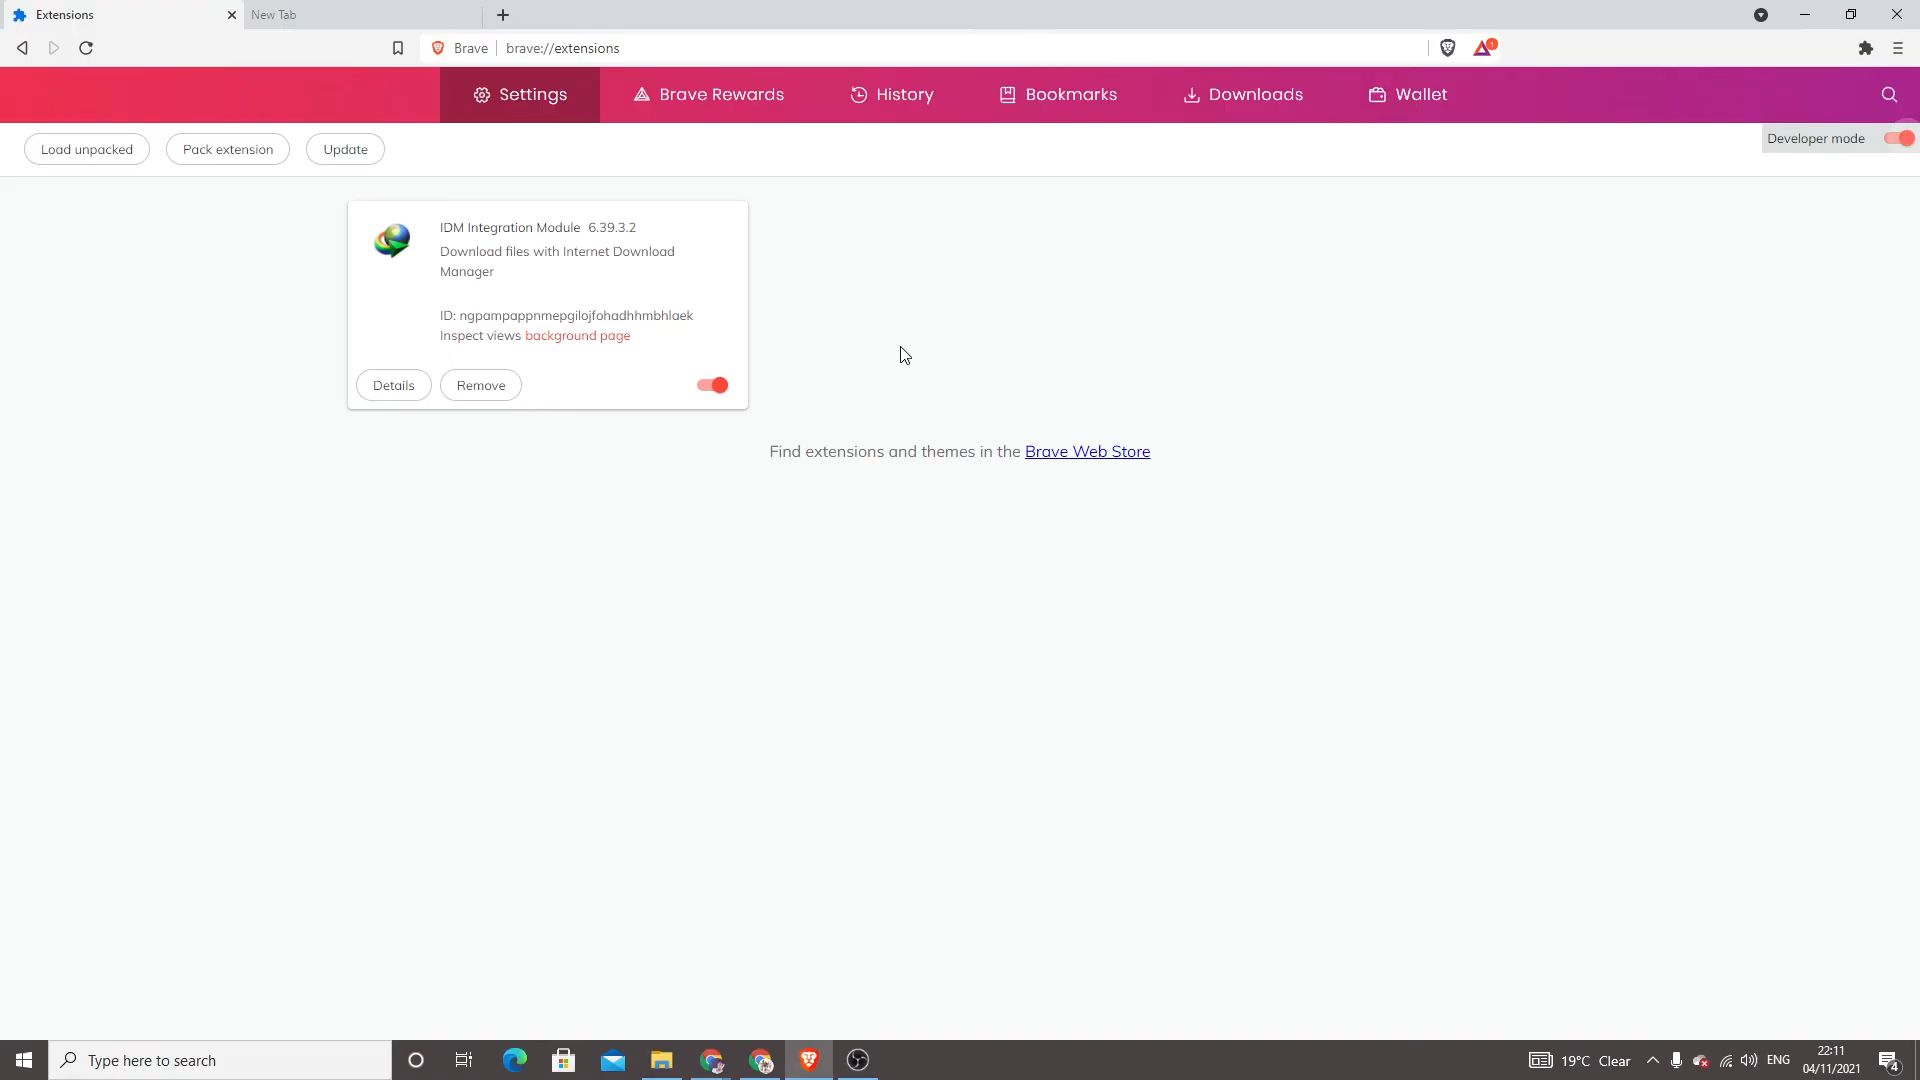 Extensions
New Tab
Brave
brave://extensions
1
Settings
Brave Rewards
History
Bookmarks
Downloads
Wallet
Load unpacked
Pack extension
Update
Developer mode
IDM Integration Module 6.39.3.2
Download files with Internet Download
Manager
ID: ngpampappnmepgilojfohadhhmbhlaek
Inspect views background page
Details
Remove
Find extensions and themes in the Brave Web Store
Type here to search
19°C Clear
ENG
22:11
04/11/2021
4